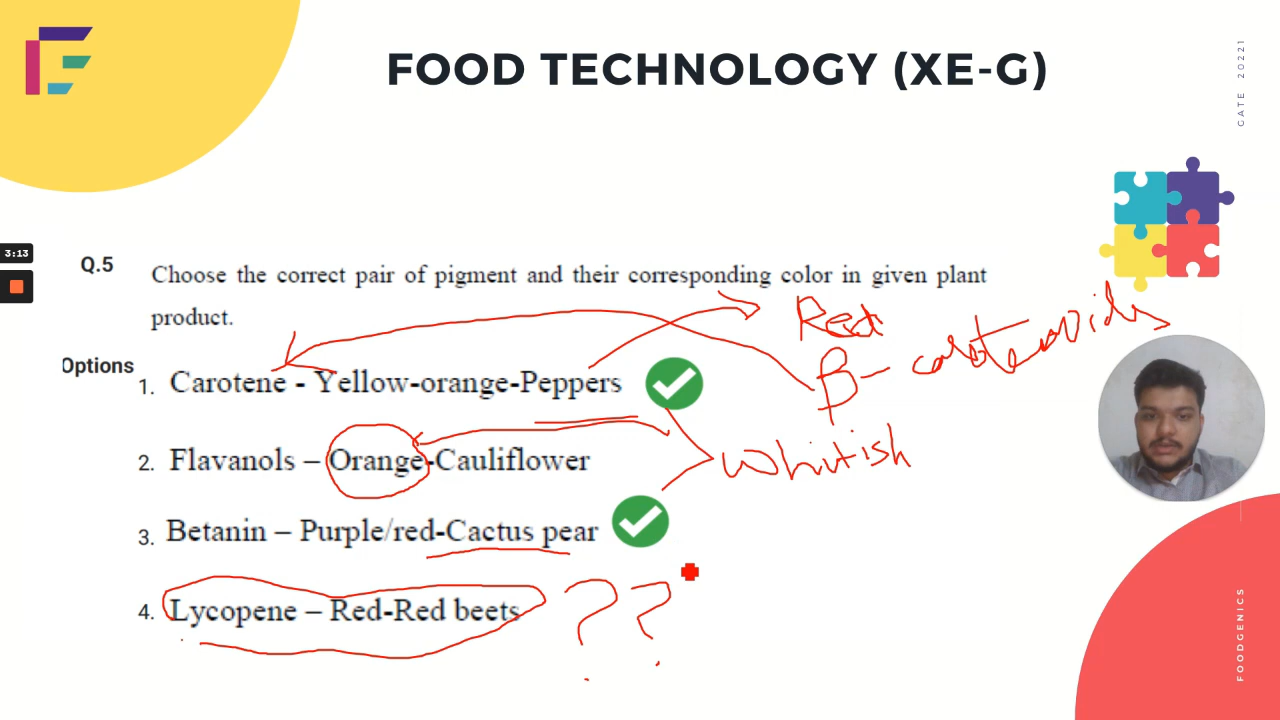 FOOD TECHNOLOGY (XE-G)
GATE 20221
3:13
Q.5
Choose the correct pair of pigment and their corresponding color in given plant
product.
Red
Options
1. Carotene - Yellow-orange-Peppers
β- carotenoids
2. Flavanols – Orange-Cauliflower
Whitish
3. Betanin – Purple/red-Cactus pear
4. Lycopene – Red-Red beets
??
FOODGENICS